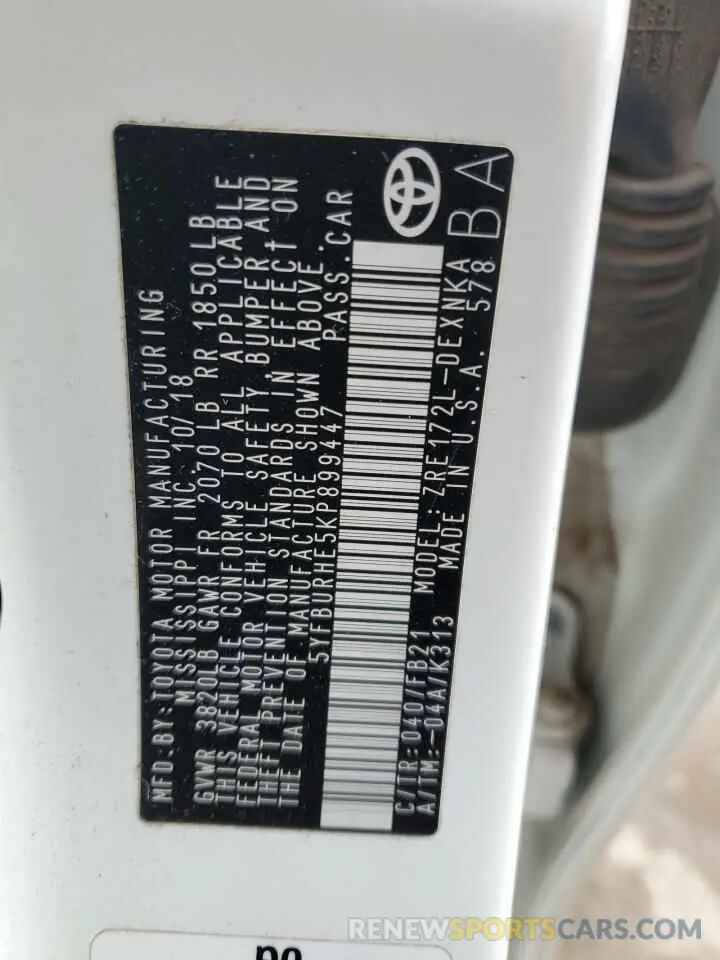 MFD. BY: TOYOTA MOTOR MANUFACTURING
MISSISSIPPI INC. 10/18
GVWR 3820LB GAWR FR 2070 LB RR 1850 LB
THIS VEHICLE CONFORMS TO ALL APPLICABLE
FEDERAL MOTOR VEHICLE SAFETY, BUMPER AND
THEFT PREVENTION STANDARDS IN EFFECT ON
THE DATE OF MANUFACTURE SHOWN ABOVE.
5YFBURHE5KP899447 PASS. CAR
C/TR: 040/FB21 MODEL: ZRE172L-DEXNKA
A/TM: -04A/K313 MADE IN U.S.A. 578
BA
RENEWSPORTSCARS.COM